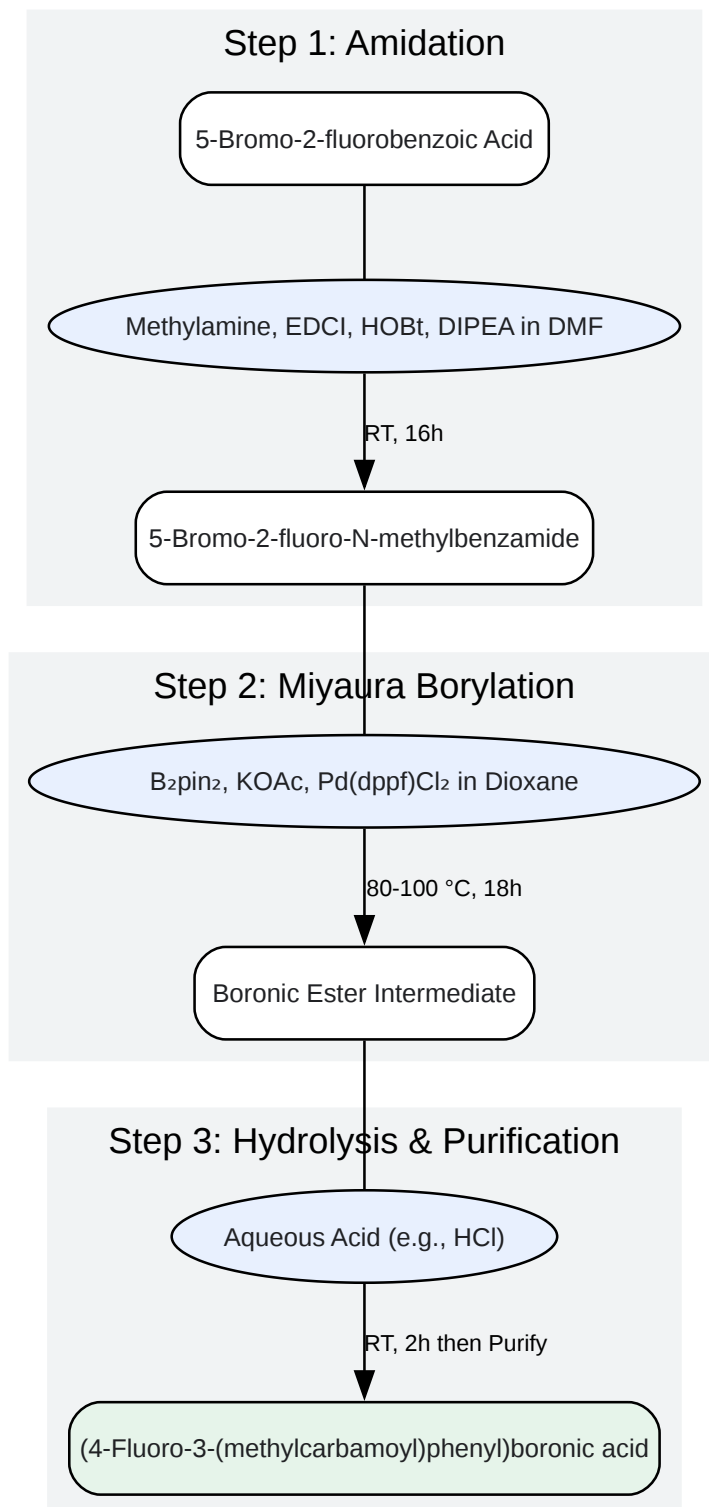 Step 1: Amidation
5-Bromo-2-fluorobenzoic Acid
Methylamine, EDCI, HOBt, DIPEA in DMF
RT, 16h
5-Bromo-2-fluoro-N-methylbenzamide
Step 2: Miyaura Borylation
B₂pin₂, KOAc, Pd(dppf)Cl₂ in Dioxane
80-100 °C, 18h
Boronic Ester Intermediate
Step 3: Hydrolysis & Purification
Aqueous Acid (e.g., HCl)
RT, 2h then Purify
(4-Fluoro-3-(methylcarbamoyl)phenyl)boronic acid